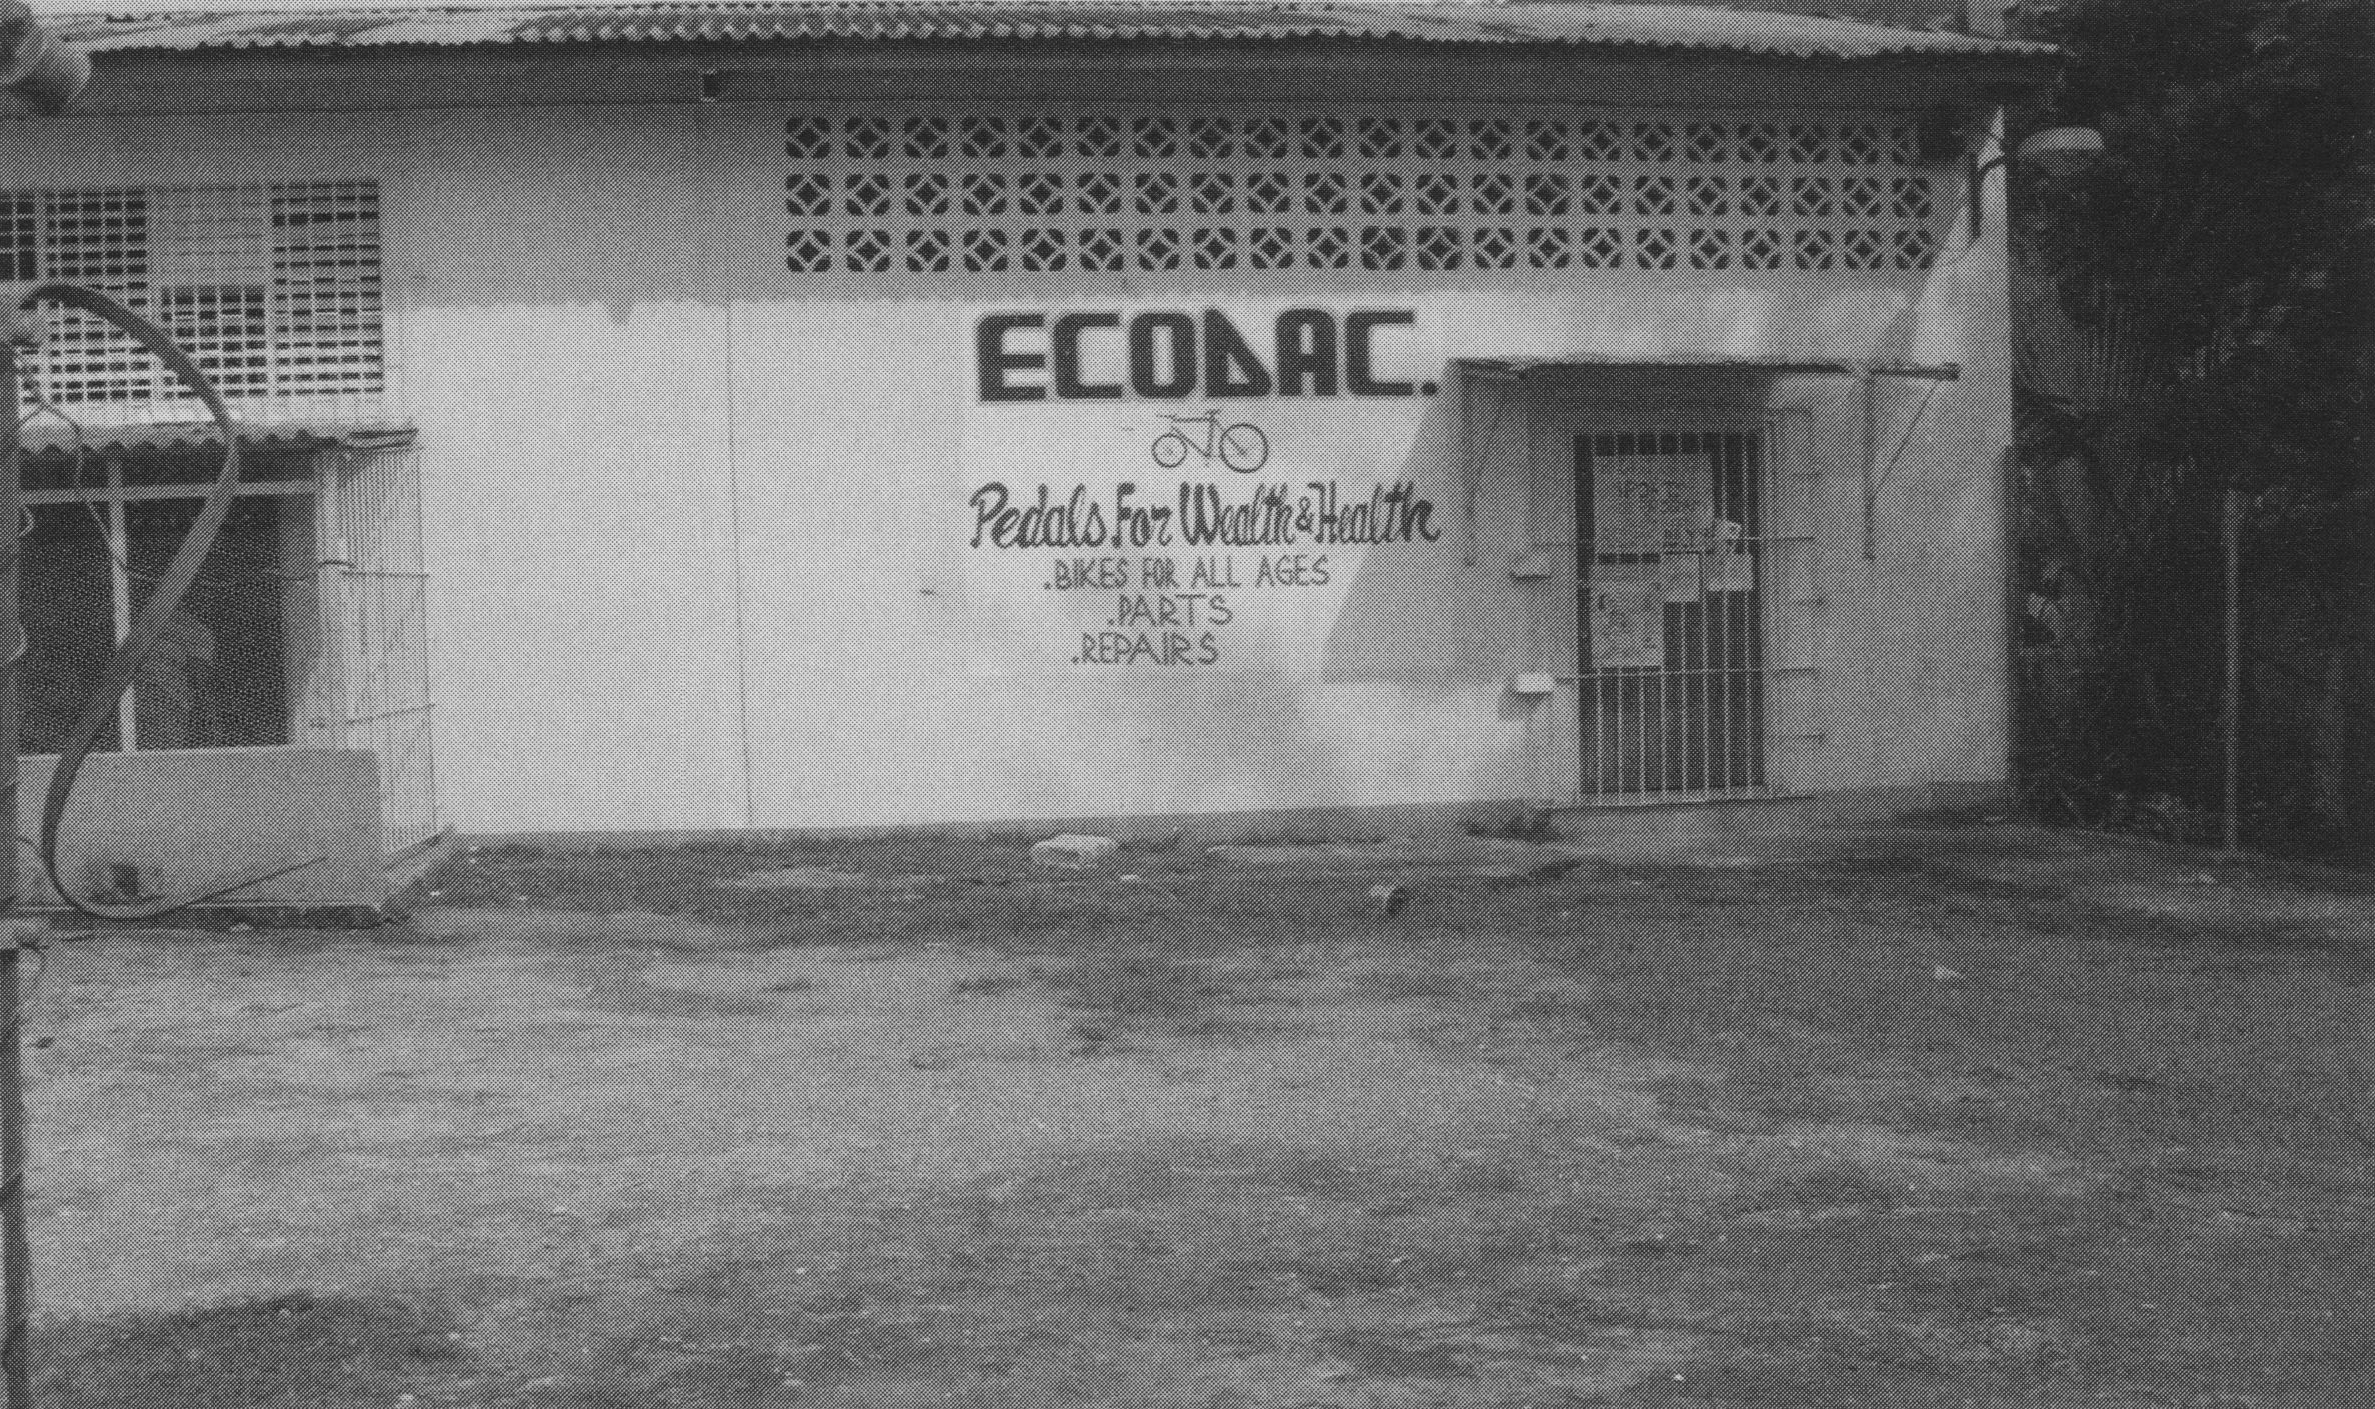 ECODAC.
Pedals For Wealth & Health
.BIKES FOR ALL AGES
.PARTS
.REPAIRS